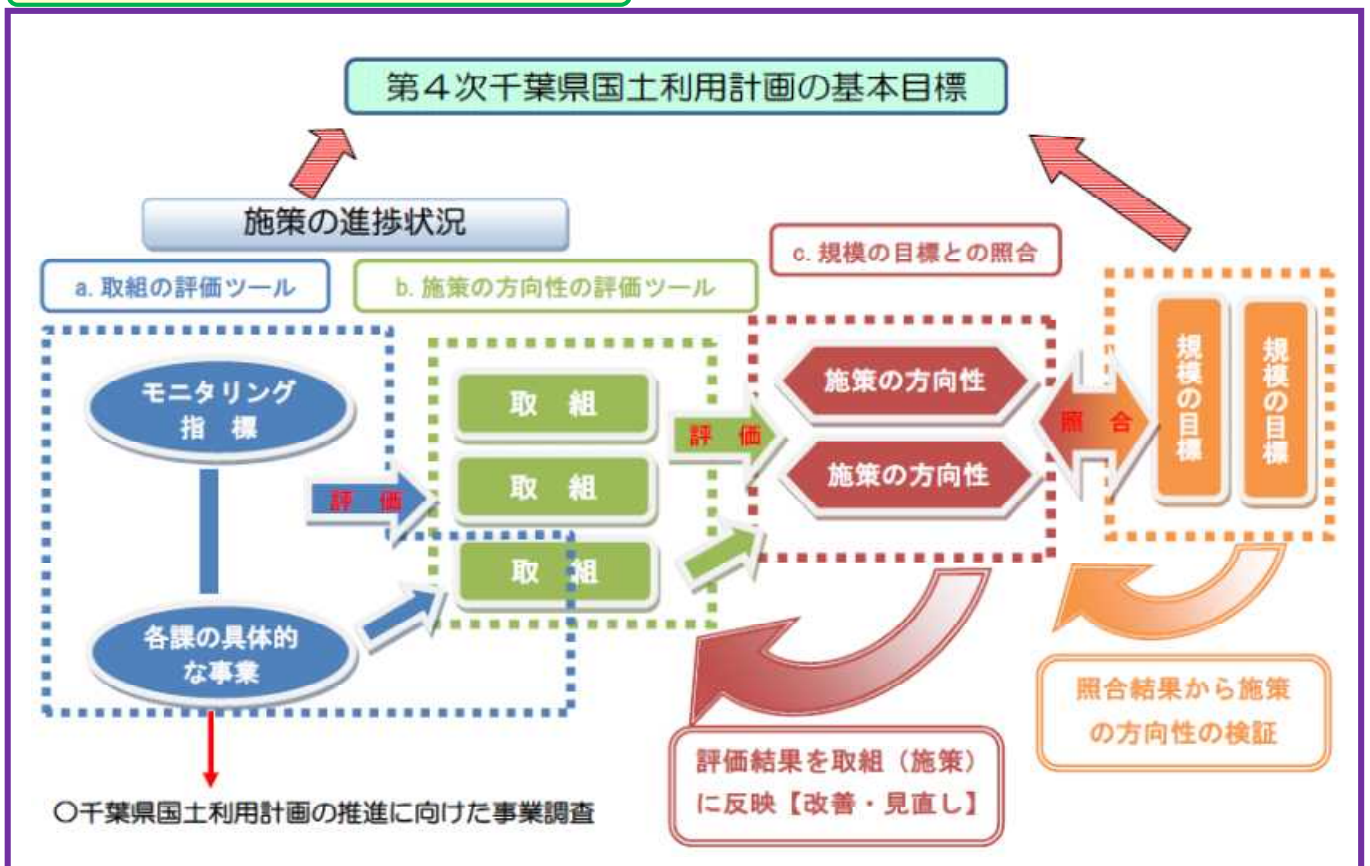 第4次千葉県国土利用計画の基本目標
施策の進捗状況
a. 取組の評価ツール
b. 施策の方向性の評価ツール
c. 規模の目標との照合
モニタリング
指 標
各課の具体的
な事業
評 価
取 組
取 組
取 組
評 価
施策の方向性
施策の方向性
照 合
規模の目標
規模の目標
評価結果を取組（施策）
に反映【改善・見直し】
照合結果から施策
の方向性の検証
〇千葉県国土利用計画の推進に向けた事業調査